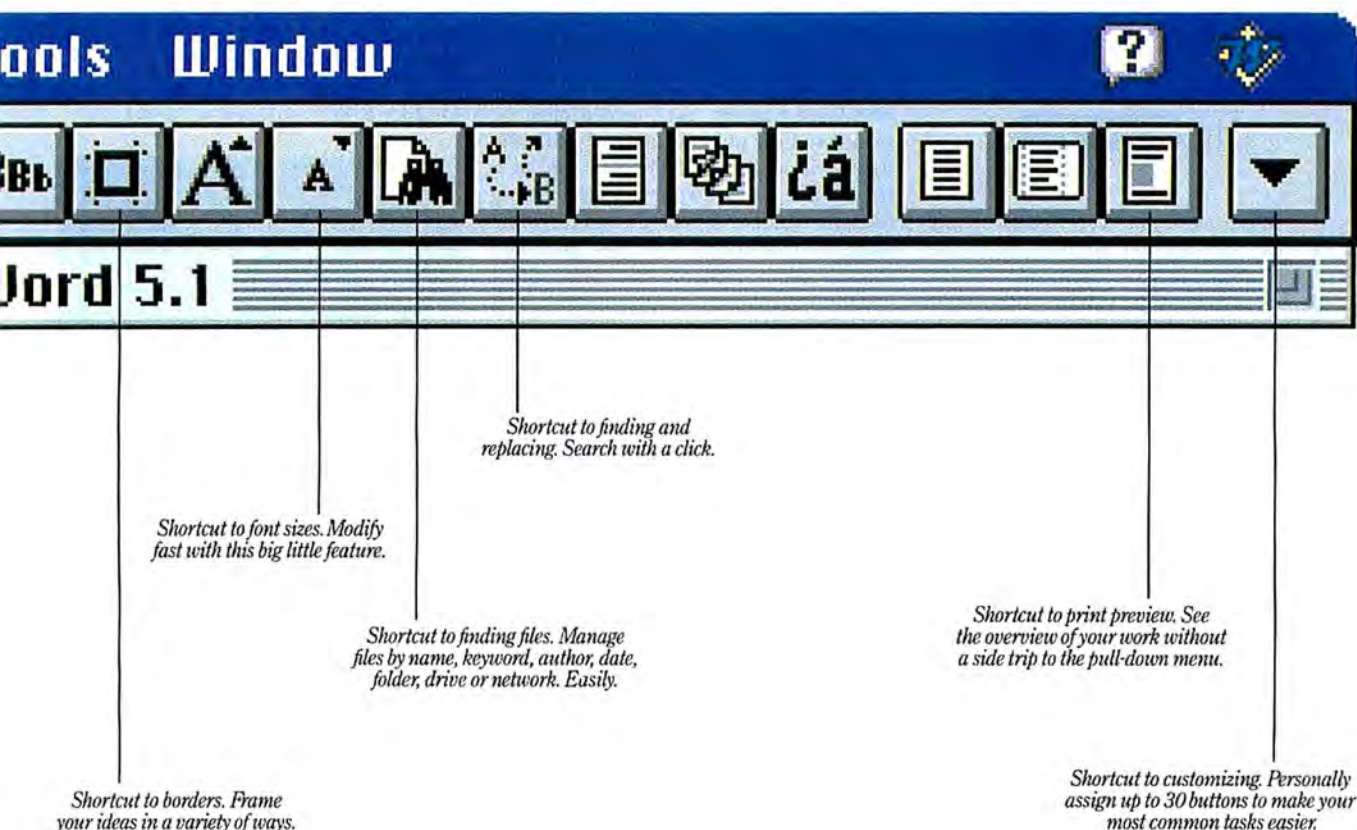 ools Window ?
Bb A A A B ¿á
Word 5.1
Shortcut to finding and
replacing. Search with a click.
Shortcut to font sizes. Modify
fast with this big little feature.
Shortcut to finding files. Manage
files by name, keyword, author, date,
folder, drive or network. Easily.
Shortcut to print preview. See
the overview of your work without
a side trip to the pull-down menu.
Shortcut to borders. Frame
your ideas in a variety of ways.
Shortcut to customizing. Personally
assign up to 30 buttons to make your
most common tasks easier.